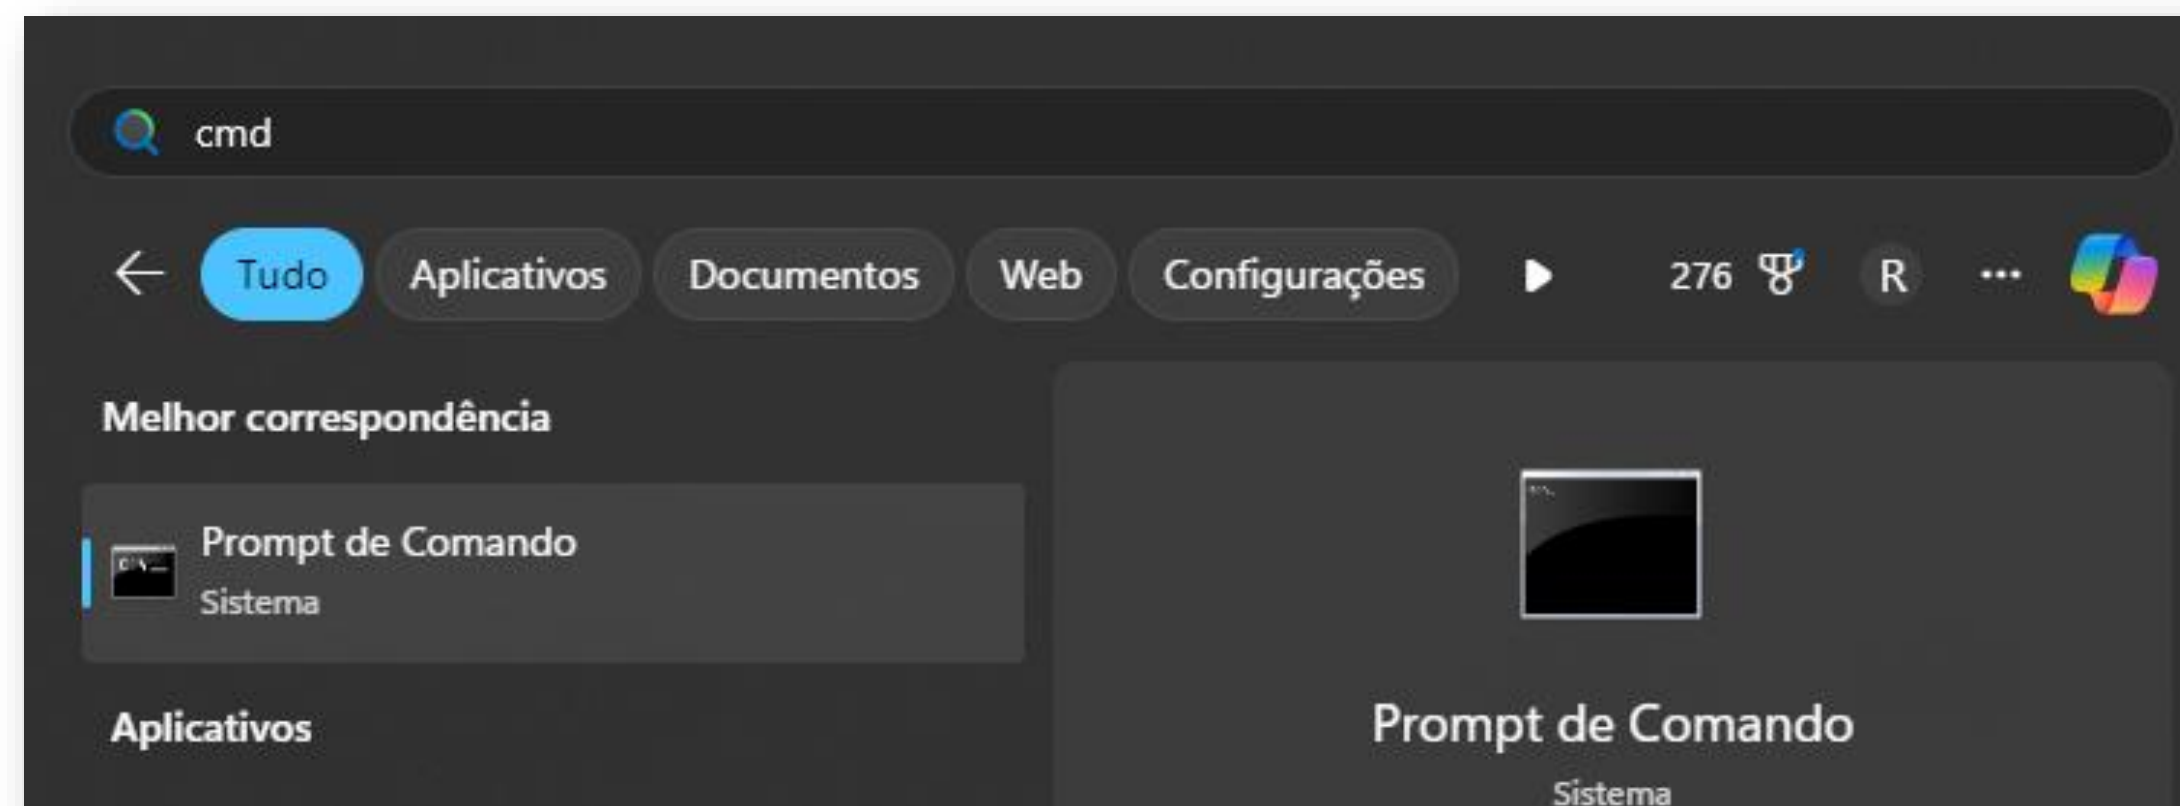 cmd
Tudo Aplicativos Documentos Web Configurações 276 R
Melhor correspondência
Prompt de Comando
Sistema
Aplicativos
Prompt de Comando
Sistema